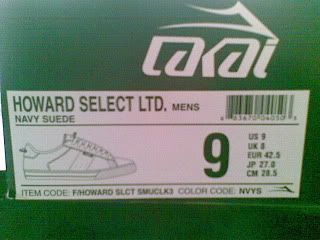 LAKAI
HOWARD SELECT LTD. MENS
NAVY SUEDE
9
US 9
UK 8
EUR 42.5
JP 27.0
CM 28.5
ITEM CODE: F/HOWARD SLCT SMUCLK3 COLOR CODE: NVYS